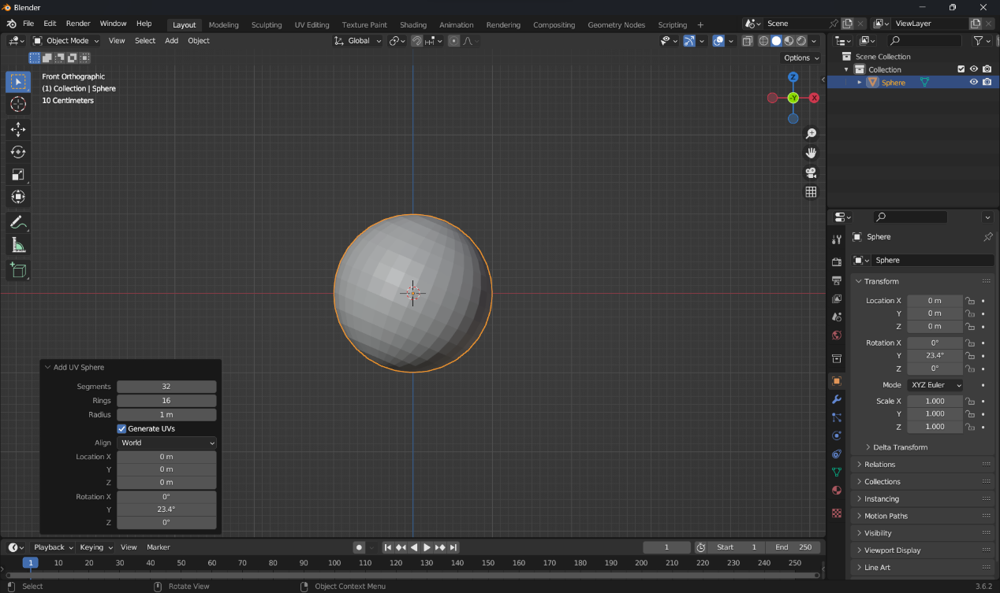 Blender
File Edit Render Window Help Layout Modeling Sculpting UV Editing Texture Paint Shading Animation Rendering Compositing Geometry Nodes Scripting + Scene ViewLayer
Object Mode View Select Add Object Global
Options
Front Orthographic
(1) Collection | Sphere
10 Centimeters
Z
-Y
X
Scene Collection
Collection
Sphere
Sphere
Sphere
Transform
Location X 0 m
Y 0 m
Z 0 m
Rotation X 0°
Y 23.4°
Z 0°
Mode XYZ Euler
Scale X 1.000
Y 1.000
Z 1.000
Delta Transform
Relations
Collections
Instancing
Motion Paths
Visibility
Viewport Display
Line Art
Add UV Sphere
Segments 32
Rings 16
Radius 1 m
Generate UVs
Align World
Location X 0 m
Y 0 m
Z 0 m
Rotation X 0°
Y 23.4°
Z 0°
Playback Keying View Marker 1 Start 1 End 250
1 10 20 30 40 50 60 70 80 90 100 110 120 130 140 150 160 170 180 190 200 210 220 230 240 250
Select Rotate View Object Context Menu 3.6.2